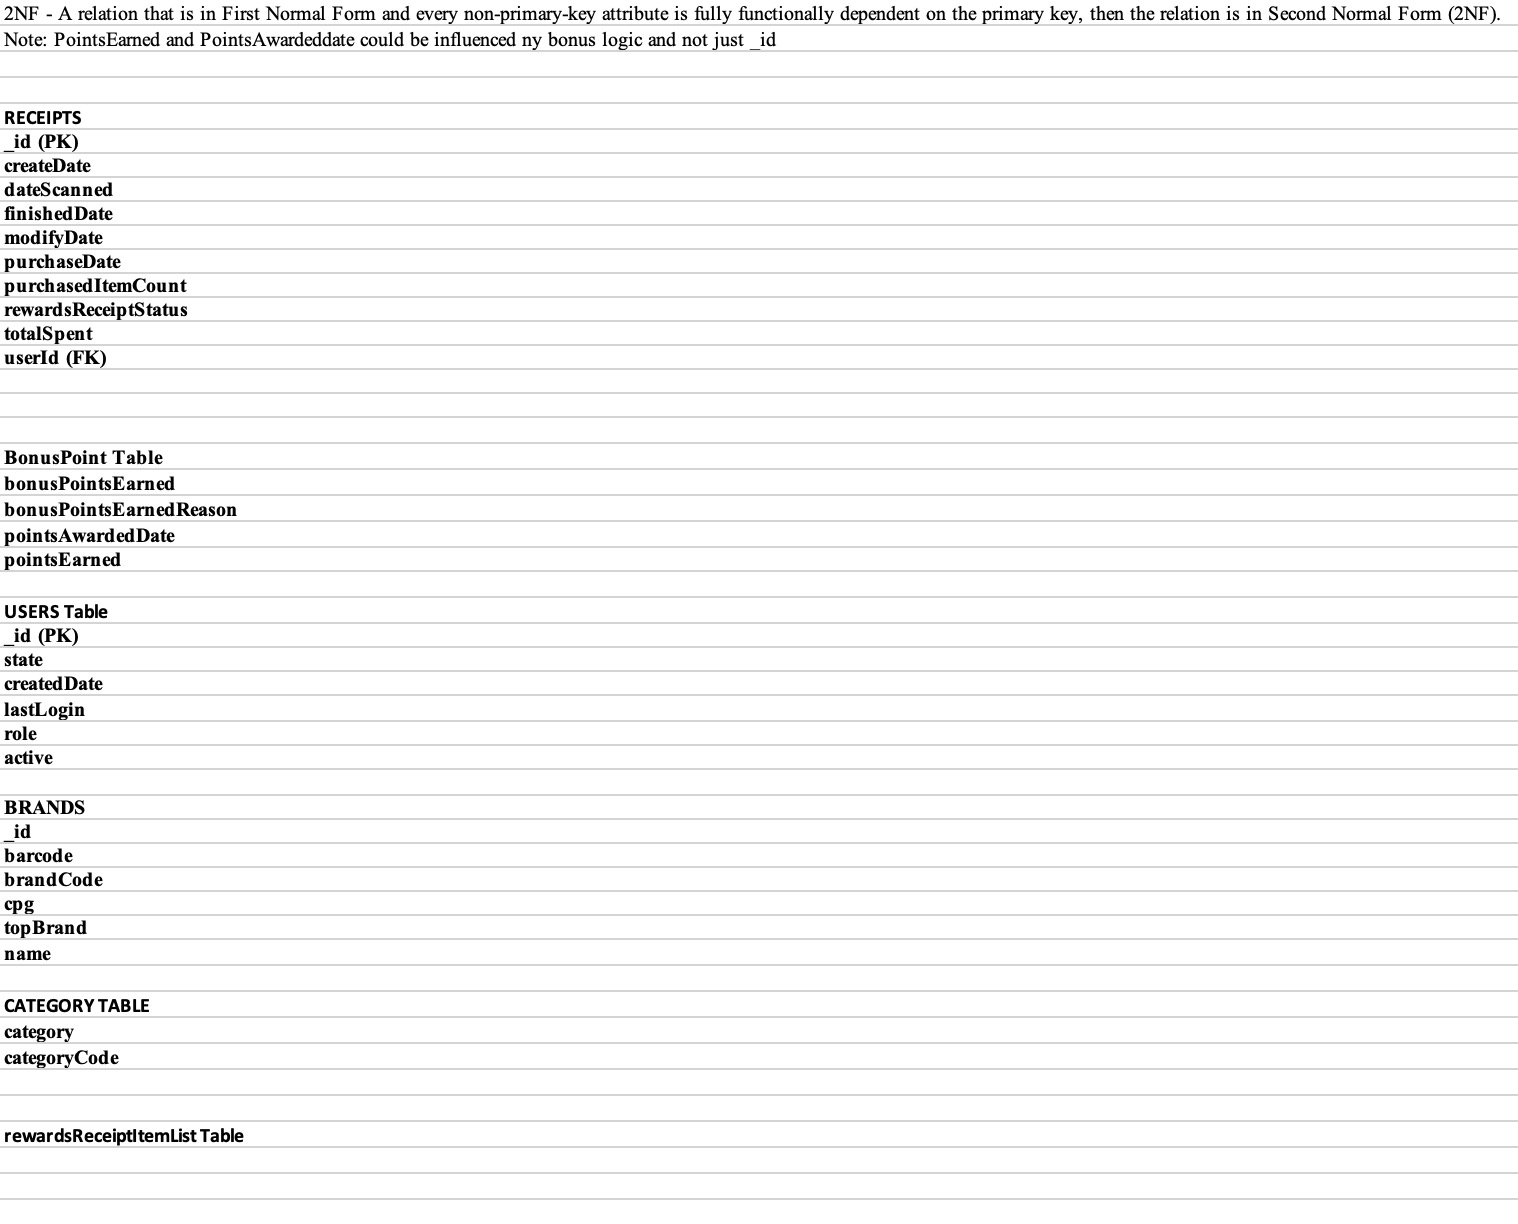 2NF - A relation that is in First Normal Form and every non-primary-key attribute is fully functionally dependent on the primary key, then the relation is in Second Normal Form (2NF).
Note: PointsEarned and PointsAwardeddate could be influenced ny bonus logic and not just _id
RECEIPTS
_id (PK)
createDate
dateScanned
finishedDate
modifyDate
purchaseDate
purchasedItemCount
rewardsReceiptStatus
totalSpent
userId (FK)
BonusPoint Table
bonusPointsEarned
bonusPointsEarnedReason
pointsAwardedDate
pointsEarned
USERS Table
_id (PK)
state
createdDate
lastLogin
role
active
BRANDS
_id
barcode
brandCode
cpg
topBrand
name
CATEGORY TABLE
category
categoryCode
rewardsReceiptItemList Table